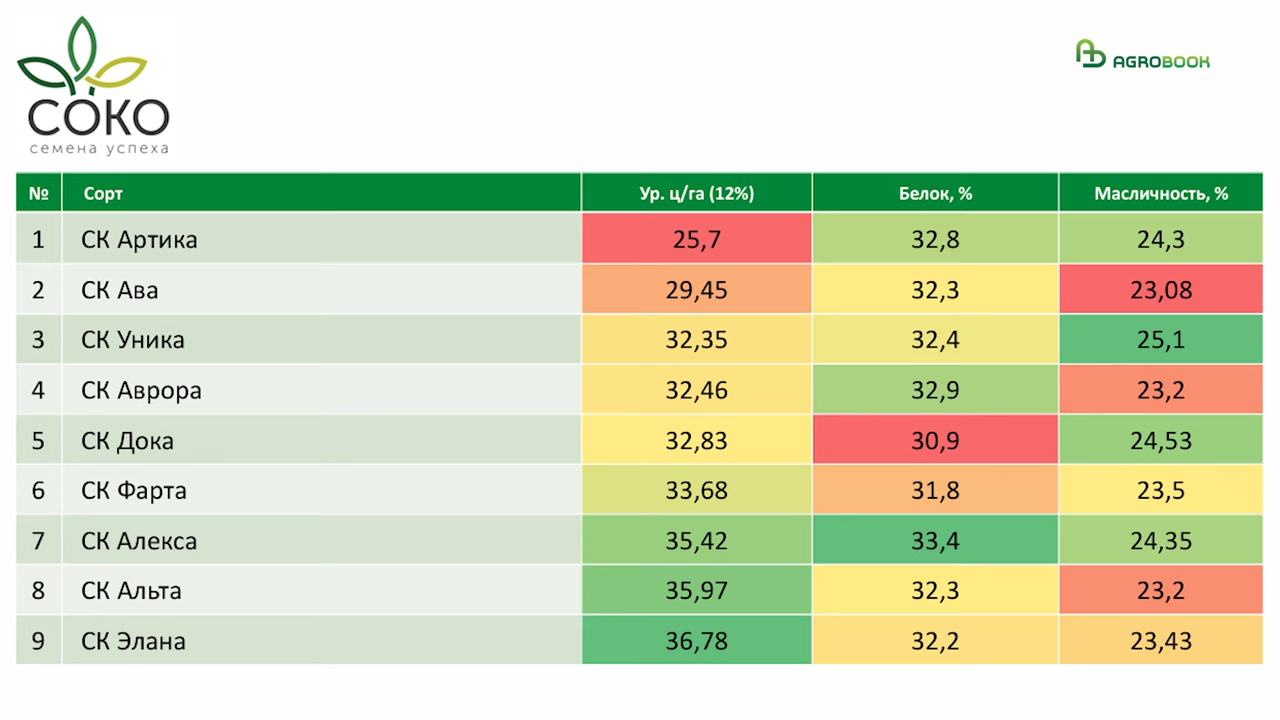 СОКО
семена успеха
AGROBOOK
№ Сорт Ур. ц/га (12%) Белок, % Масличность, %
1 СК Артика 25,7 32,8 24,3
2 СК Ава 29,45 32,3 23,08
3 СК Уника 32,35 32,4 25,1
4 СК Аврора 32,46 32,9 23,2
5 СК Дока 32,83 30,9 24,53
6 СК Фарта 33,68 31,8 23,5
7 СК Алекса 35,42 33,4 24,35
8 СК Альта 35,97 32,3 23,2
9 СК Элана 36,78 32,2 23,43